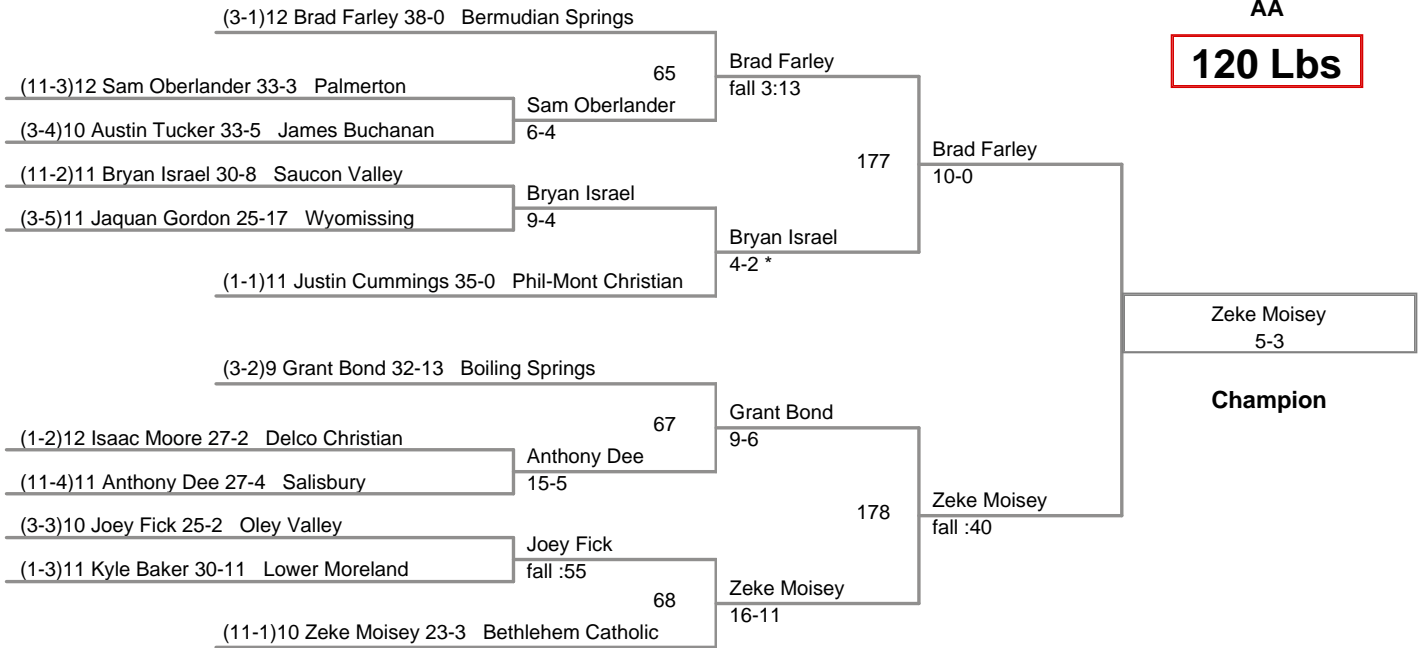 (3-1)12 Brad Farley 38-0 Bermudian Springs
AA
120 Lbs
65
Brad Farley
fall 3:13
(11-3)12 Sam Oberlander 33-3 Palmerton
Sam Oberlander
6-4
(3-4)10 Austin Tucker 33-5 James Buchanan
177
Brad Farley
10-0
(11-2)11 Bryan Israel 30-8 Saucon Valley
Bryan Israel
9-4
(3-5)11 Jaquan Gordon 25-17 Wyomissing
Bryan Israel
4-2 *
(1-1)11 Justin Cummings 35-0 Phil-Mont Christian
Zeke Moisey
5-3
Champion
(3-2)9 Grant Bond 32-13 Boiling Springs
67
Grant Bond
9-6
(1-2)12 Isaac Moore 27-2 Delco Christian
Anthony Dee
15-5
(11-4)11 Anthony Dee 27-4 Salisbury
178
Zeke Moisey
fall :40
(3-3)10 Joey Fick 25-2 Oley Valley
Joey Fick
fall :55
(1-3)11 Kyle Baker 30-11 Lower Moreland
68
Zeke Moisey
16-11
(11-1)10 Zeke Moisey 23-3 Bethlehem Catholic